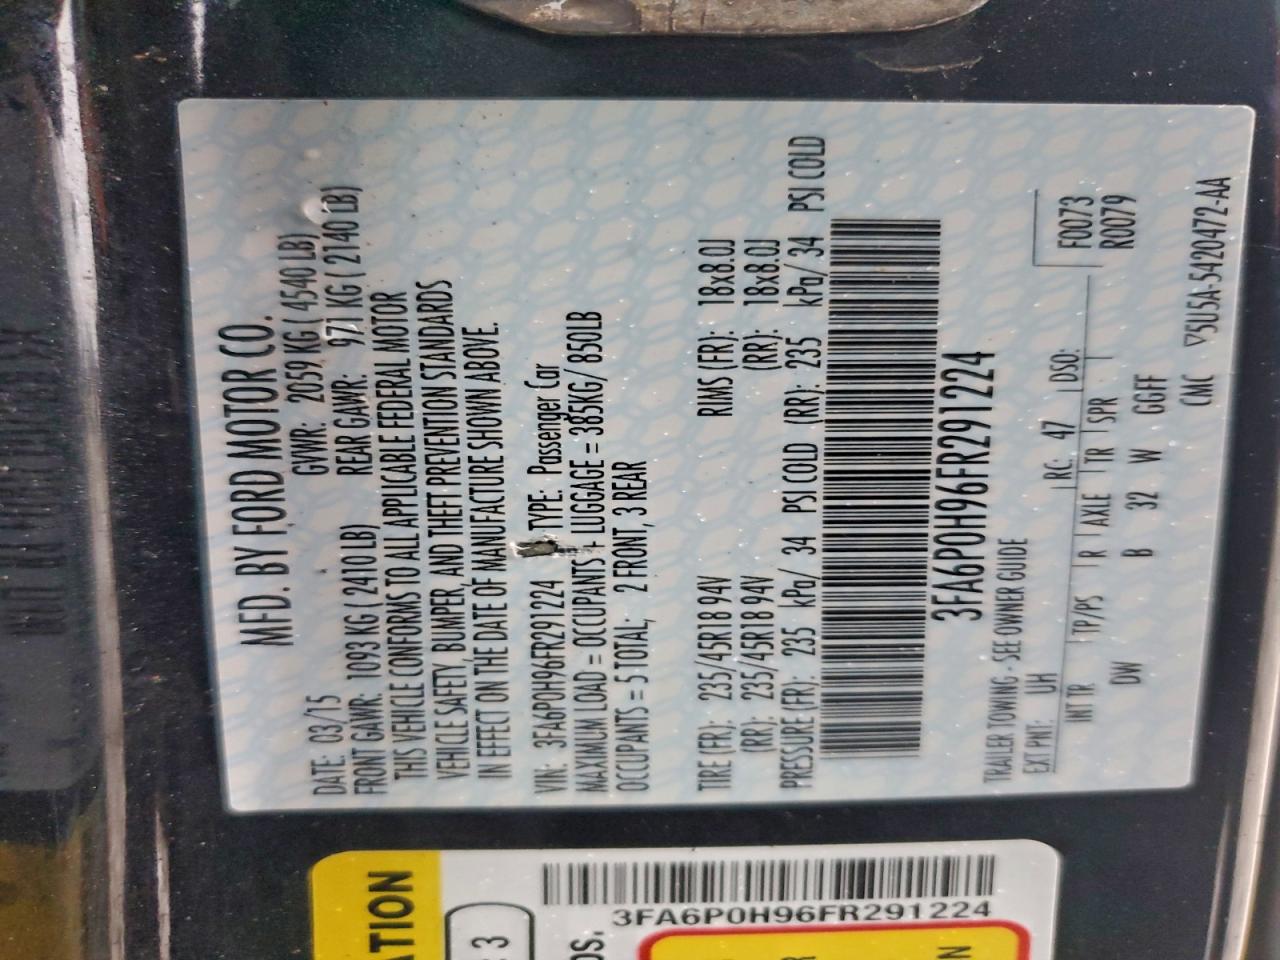 MFD. BY FORD MOTOR CO.
DATE: 03/15 GVWR: 2059 KG ( 4540 LB)
FRONT GAWR: 1093 KG ( 2410 LB) REAR GAWR: 971 KG ( 2140 LB)
THIS VEHICLE CONFORMS TO ALL APPLICABLE FEDERAL MOTOR
VEHICLE SAFETY, BUMPER, AND THEFT PREVENTION STANDARDS
IN EFFECT ON THE DATE OF MANUFACTURE SHOWN ABOVE.
VIN: 3FA6P0H96FR291224 TYPE: Passenger Car
MAXIMUM LOAD = OCCUPANTS + LUGGAGE = 385KG/ 850LB
OCCUPANTS = 5 TOTAL; 2 FRONT, 3 REAR
TIRE (FR): 235/45R18 94V RIMS (FR): 18x8.0J
(RR): 235/45R18 94V (RR): 18x8.0J
PRESSURE (FR): 235 kPa/ 34 PSI COLD (RR): 235 kPa/ 34 PSI COLD
3FA6P0H96FR291224
TRAILER TOWING - SEE OWNER GUIDE
EXT PNT: UH RC: 47 DSO: F0073
INT TR TP/PS R AXLE TR SPR R0079
DW B 32 W GGFF
CMC ▽5U5A-5420472-AA
ATION
3
3FA6P0H96FR291224
DS.
R
N